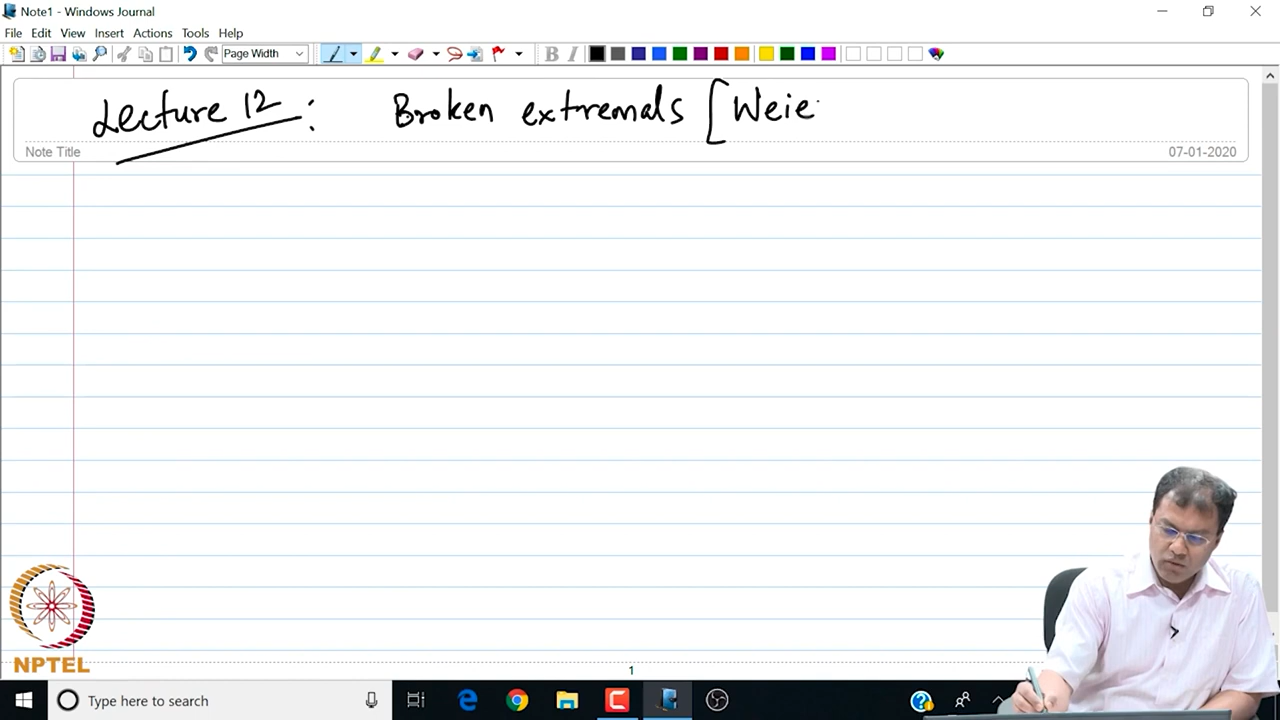 Note1 - Windows Journal
File Edit View Insert Actions Tools Help
Page Width
B I
Lecture 12 : Broken extremals [Weie
Note Title
07-01-2020
NPTEL
1
Type here to search